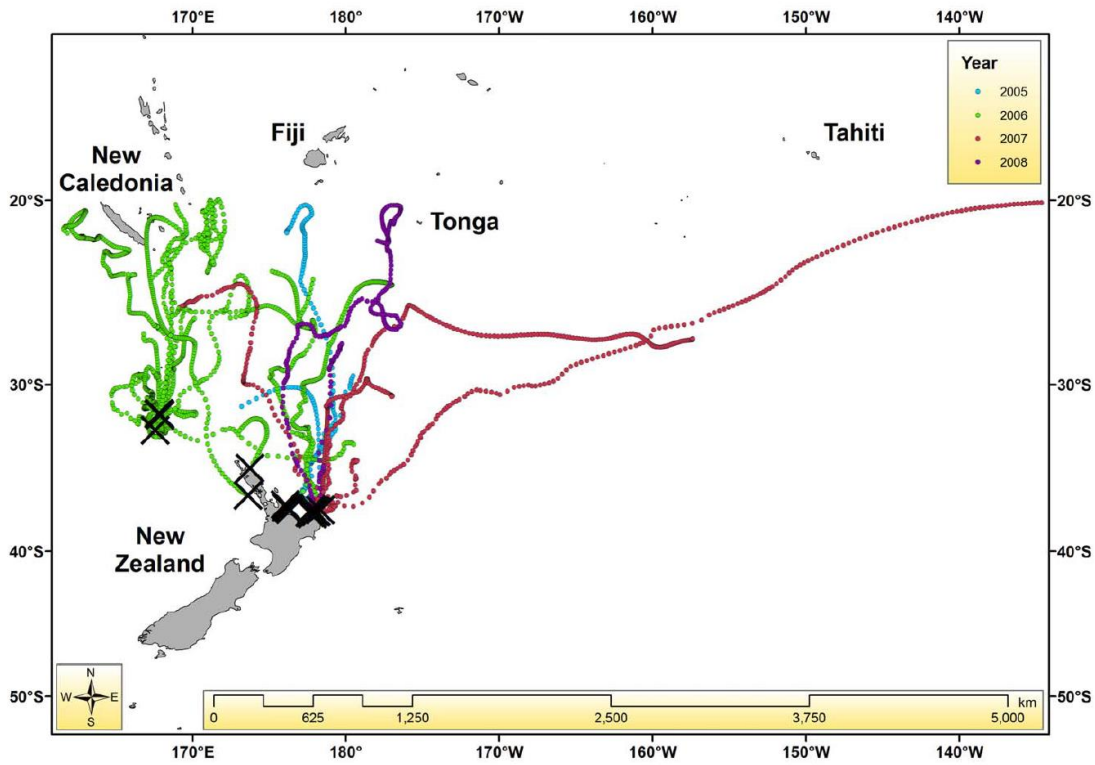 170°E 180° 170°W 160°W 150°W 140°W
Year
2005
2006
2007
2008
Fiji
Tahiti
New
Caledonia
20°S 20°S
Tonga
30°S 30°S
New
Zealand
40°S 40°S
N
W E
S
50°S 50°S
km
0 625 1,250 2,500 3,750 5,000
170°E 180° 170°W 160°W 150°W 140°W